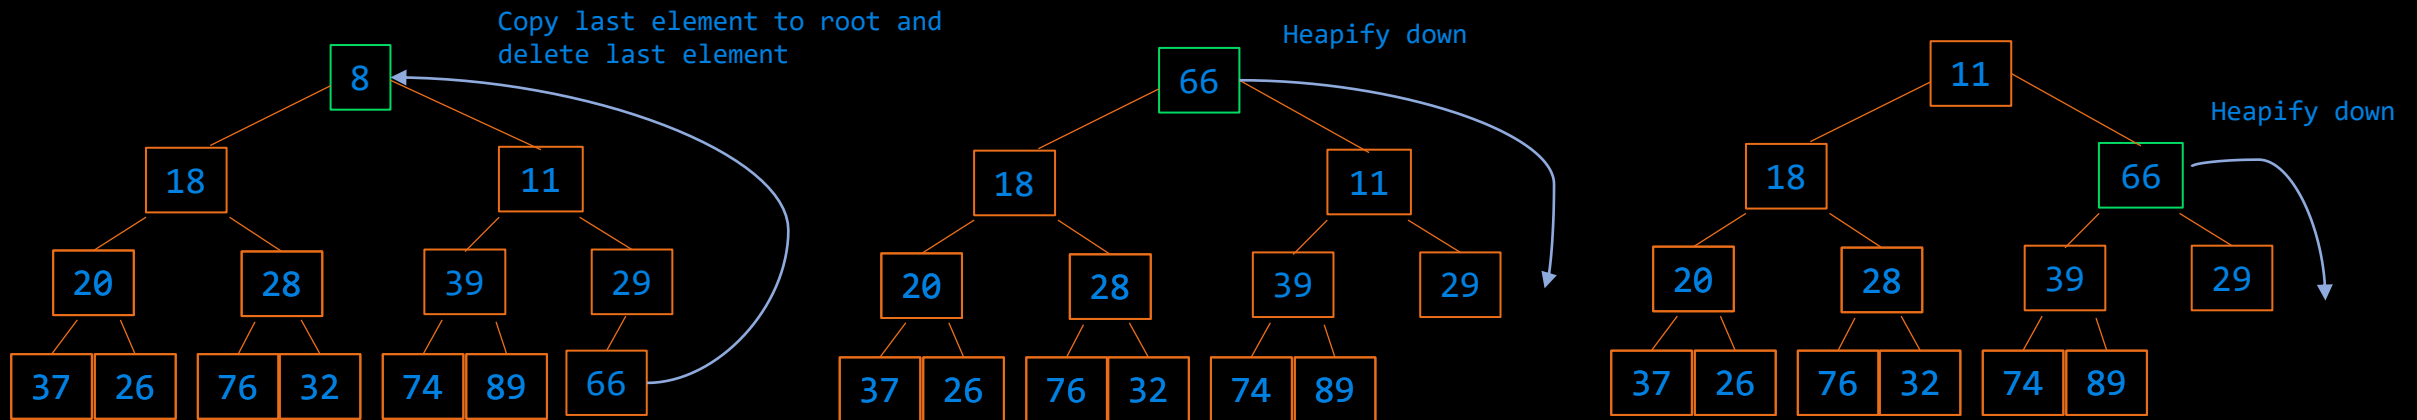 Copy last element to root and
delete last element
8
18 11
20 28 39 29
37 26 76 32 74 89 66
Heapify down
66
18 11
20 28 39 29
37 26 76 32 74 89
11
Heapify down
18 66
20 28 39 29
37 26 76 32 74 89